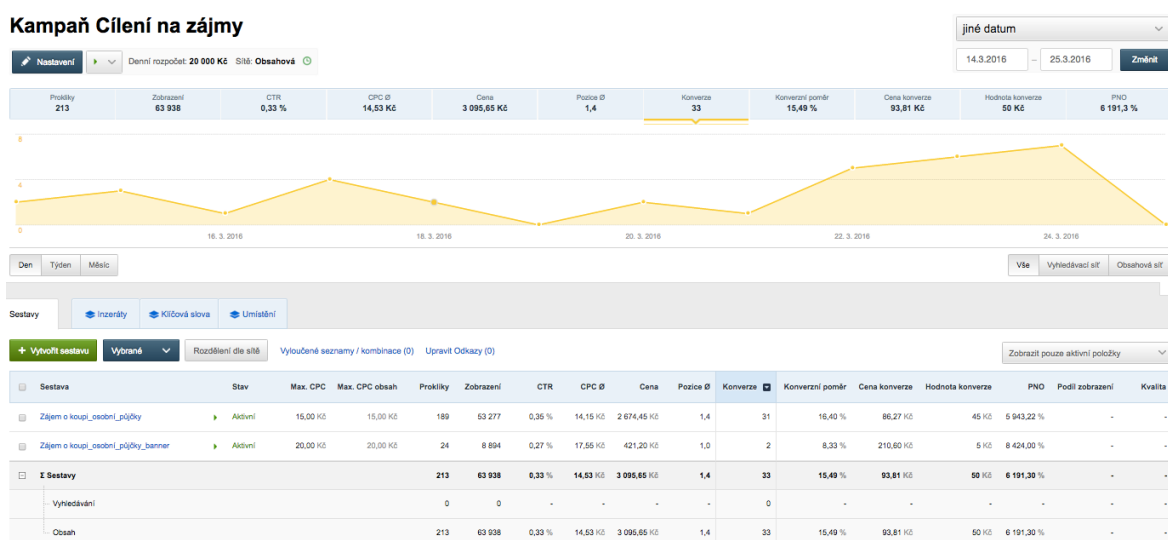 Kampaň Cílení na zájmy
jiné datum
Nastavení Denní rozpočet: 20 000 Kč Sítě: Obsahová
14.3.2016 – 25.3.2016 Změnit
Prokliky Zobrazení CTR CPC Ø Cena Pozice Ø Konverze Konverzní poměr Cena konverze Hodnota konverze PNO
213 63 938 0,33 % 14,53 Kč 3 095,65 Kč 1,4 33 15,49 % 93,81 Kč 50 Kč 6 191,3 %
8
4
0
16. 3. 2016 18. 3. 2016 20. 3. 2016 22. 3. 2016 24. 3. 2016
Den Týden Měsíc Vše Vyhledávací síť Obsahová síť
Sestavy Inzeráty Klíčová slova Umístění
+ Vytvořit sestavu Vybrané Rozdělení dle sítě Vyloučené seznamy / kombinace (0) Upravit Odkazy (0) Zobrazit pouze aktivní položky
Sestava Stav Max. CPC Max. CPC obsah Prokliky Zobrazení CTR CPC Ø Cena Pozice Ø Konverze Konverzní poměr Cena konverze Hodnota konverze PNO Podíl zobrazení Kvalita
Zájem o koupi_osobní_půjčky Aktivní 15,00 Kč 15,00 Kč 189 53 277 0,35 % 14,15 Kč 2 674,45 Kč 1,4 31 16,40 % 86,27 Kč 45 Kč 5 943,22 % - -
Zájem o koupi_osobní_půjčky_banner Aktivní 20,00 Kč 20,00 Kč 24 8 894 0,27 % 17,55 Kč 421,20 Kč 1,0 2 8,33 % 210,60 Kč 5 Kč 8 424,00 % - -
Σ Sestavy 213 63 938 0,33 % 14,53 Kč 3 095,65 Kč 1,4 33 15,49 % 93,81 Kč 50 Kč 6 191,30 % - -
Vyhledávání 0 0 - - - - 0 - - - - - -
Obsah 213 63 938 0,33 % 14,53 Kč 3 095,65 Kč 1,4 33 15,49 % 93,81 Kč 50 Kč 6 191,30 % - -